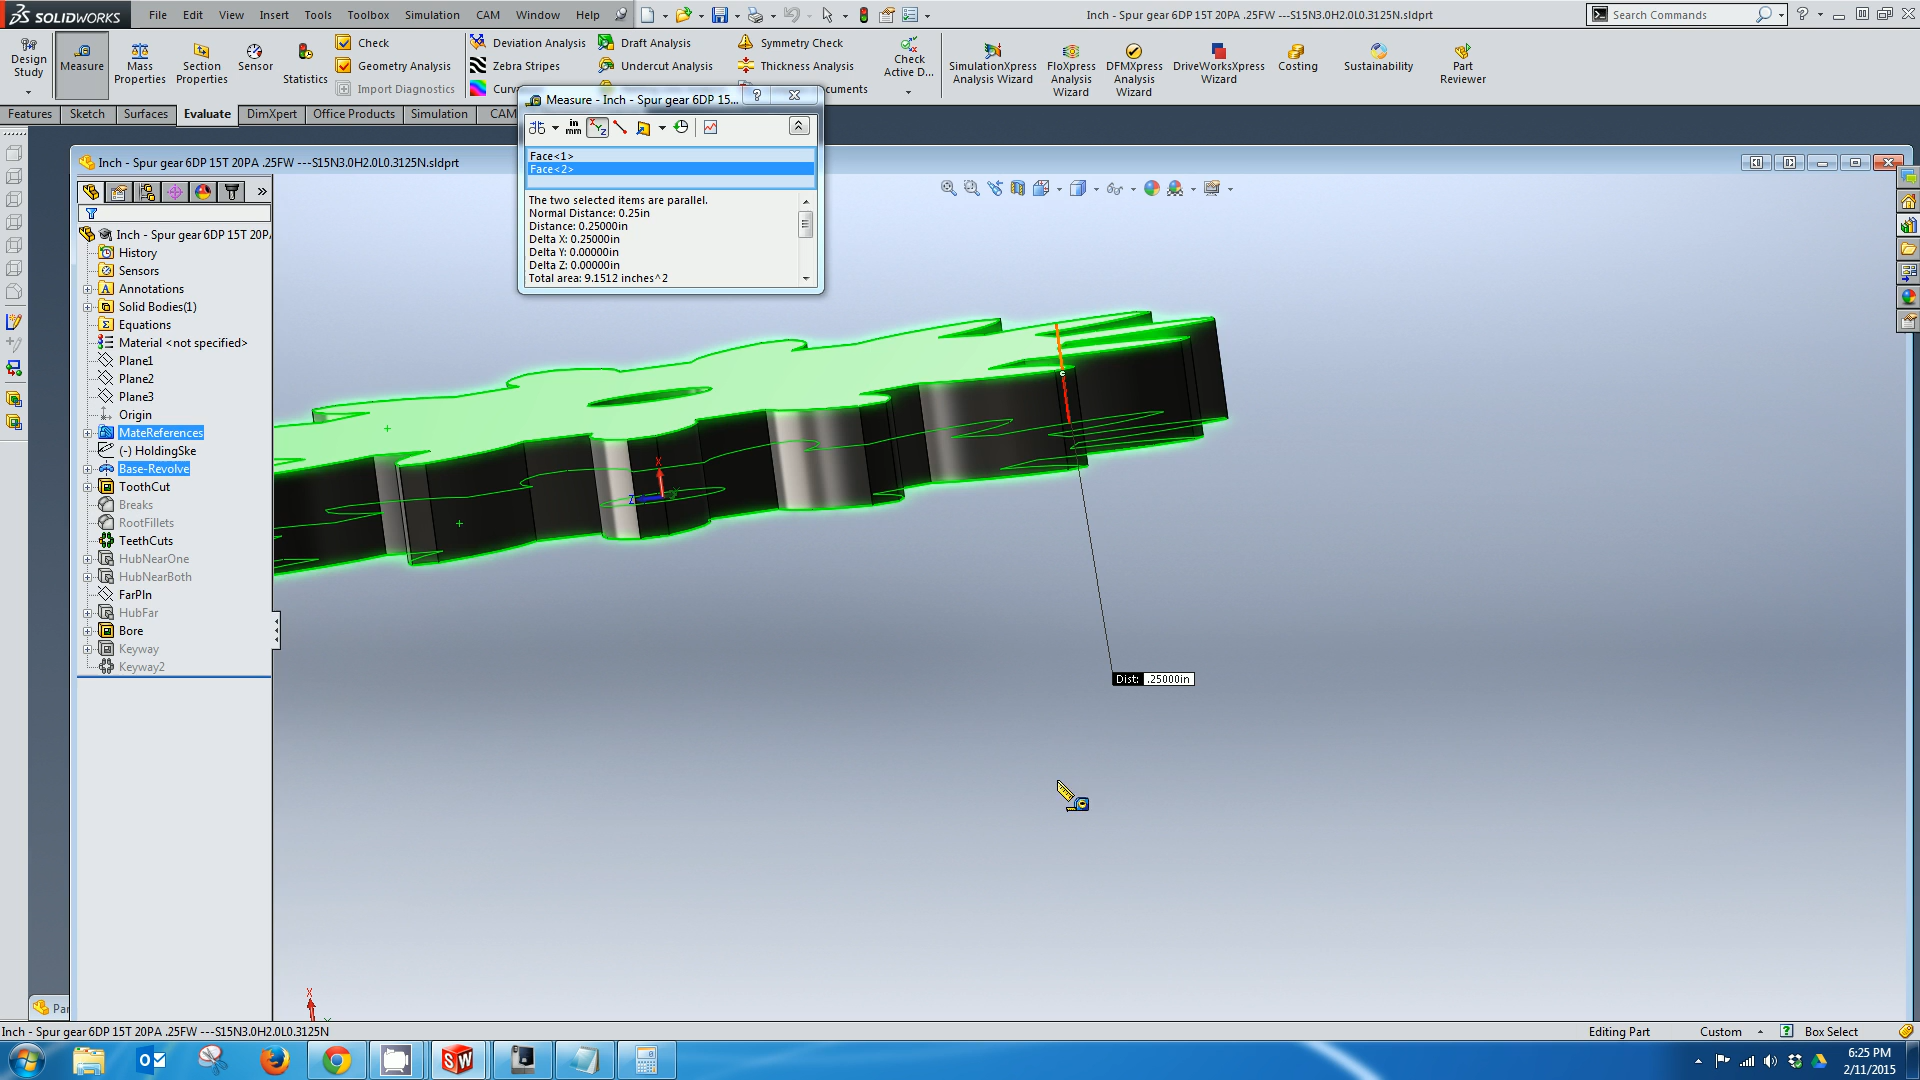 SOLIDWORKS File Edit View Insert Tools Toolbox Simulation CAM Window Help Inch - Spur gear 6DP 15T 20PA .25FW ---S15N3.0H2.0L0.3125N.sldprt Search Commands
Design Study
Measure
Mass Properties
Section Properties
Sensor
Statistics
Check
Geometry Analysis
Import Diagnostics
Deviation Analysis
Zebra Stripes
Draft Analysis
Undercut Analysis
Symmetry Check
Thickness Analysis
Check Active D...
SimulationXpress Analysis Wizard
FloXpress Analysis Wizard
DFMXpress Analysis Wizard
DriveWorksXpress Wizard
Costing
Sustainability
Part Reviewer
Features Sketch Surfaces Evaluate DimXpert Office Products Simulation CAM
Measure - Inch - Spur gear 6DP 15...
in
mm
Face<1>
Face<2>
The two selected items are parallel.
Normal Distance: 0.25in
Distance: 0.25000in
Delta X: 0.25000in
Delta Y: 0.00000in
Delta Z: 0.00000in
Total area: 9.1512 inches^2
Inch - Spur gear 6DP 15T 20PA .25FW ---S15N3.0H2.0L0.3125N.sldprt
Inch - Spur gear 6DP 15T 20PA
History
Sensors
Annotations
Solid Bodies(1)
Equations
Material <not specified>
Plane1
Plane2
Plane3
Origin
MateReferences
(-) HoldingSke
Base-Revolve
ToothCut
Breaks
RootFillets
TeethCuts
HubNearOne
HubNearBoth
FarPln
HubFar
Bore
Keyway
Keyway2
X
Z
Dist: .25000in
X
Par
Inch - Spur gear 6DP 15T 20PA .25FW ---S15N3.0H2.0L0.3125N Editing Part Custom Box Select
6:25 PM
2/11/2015